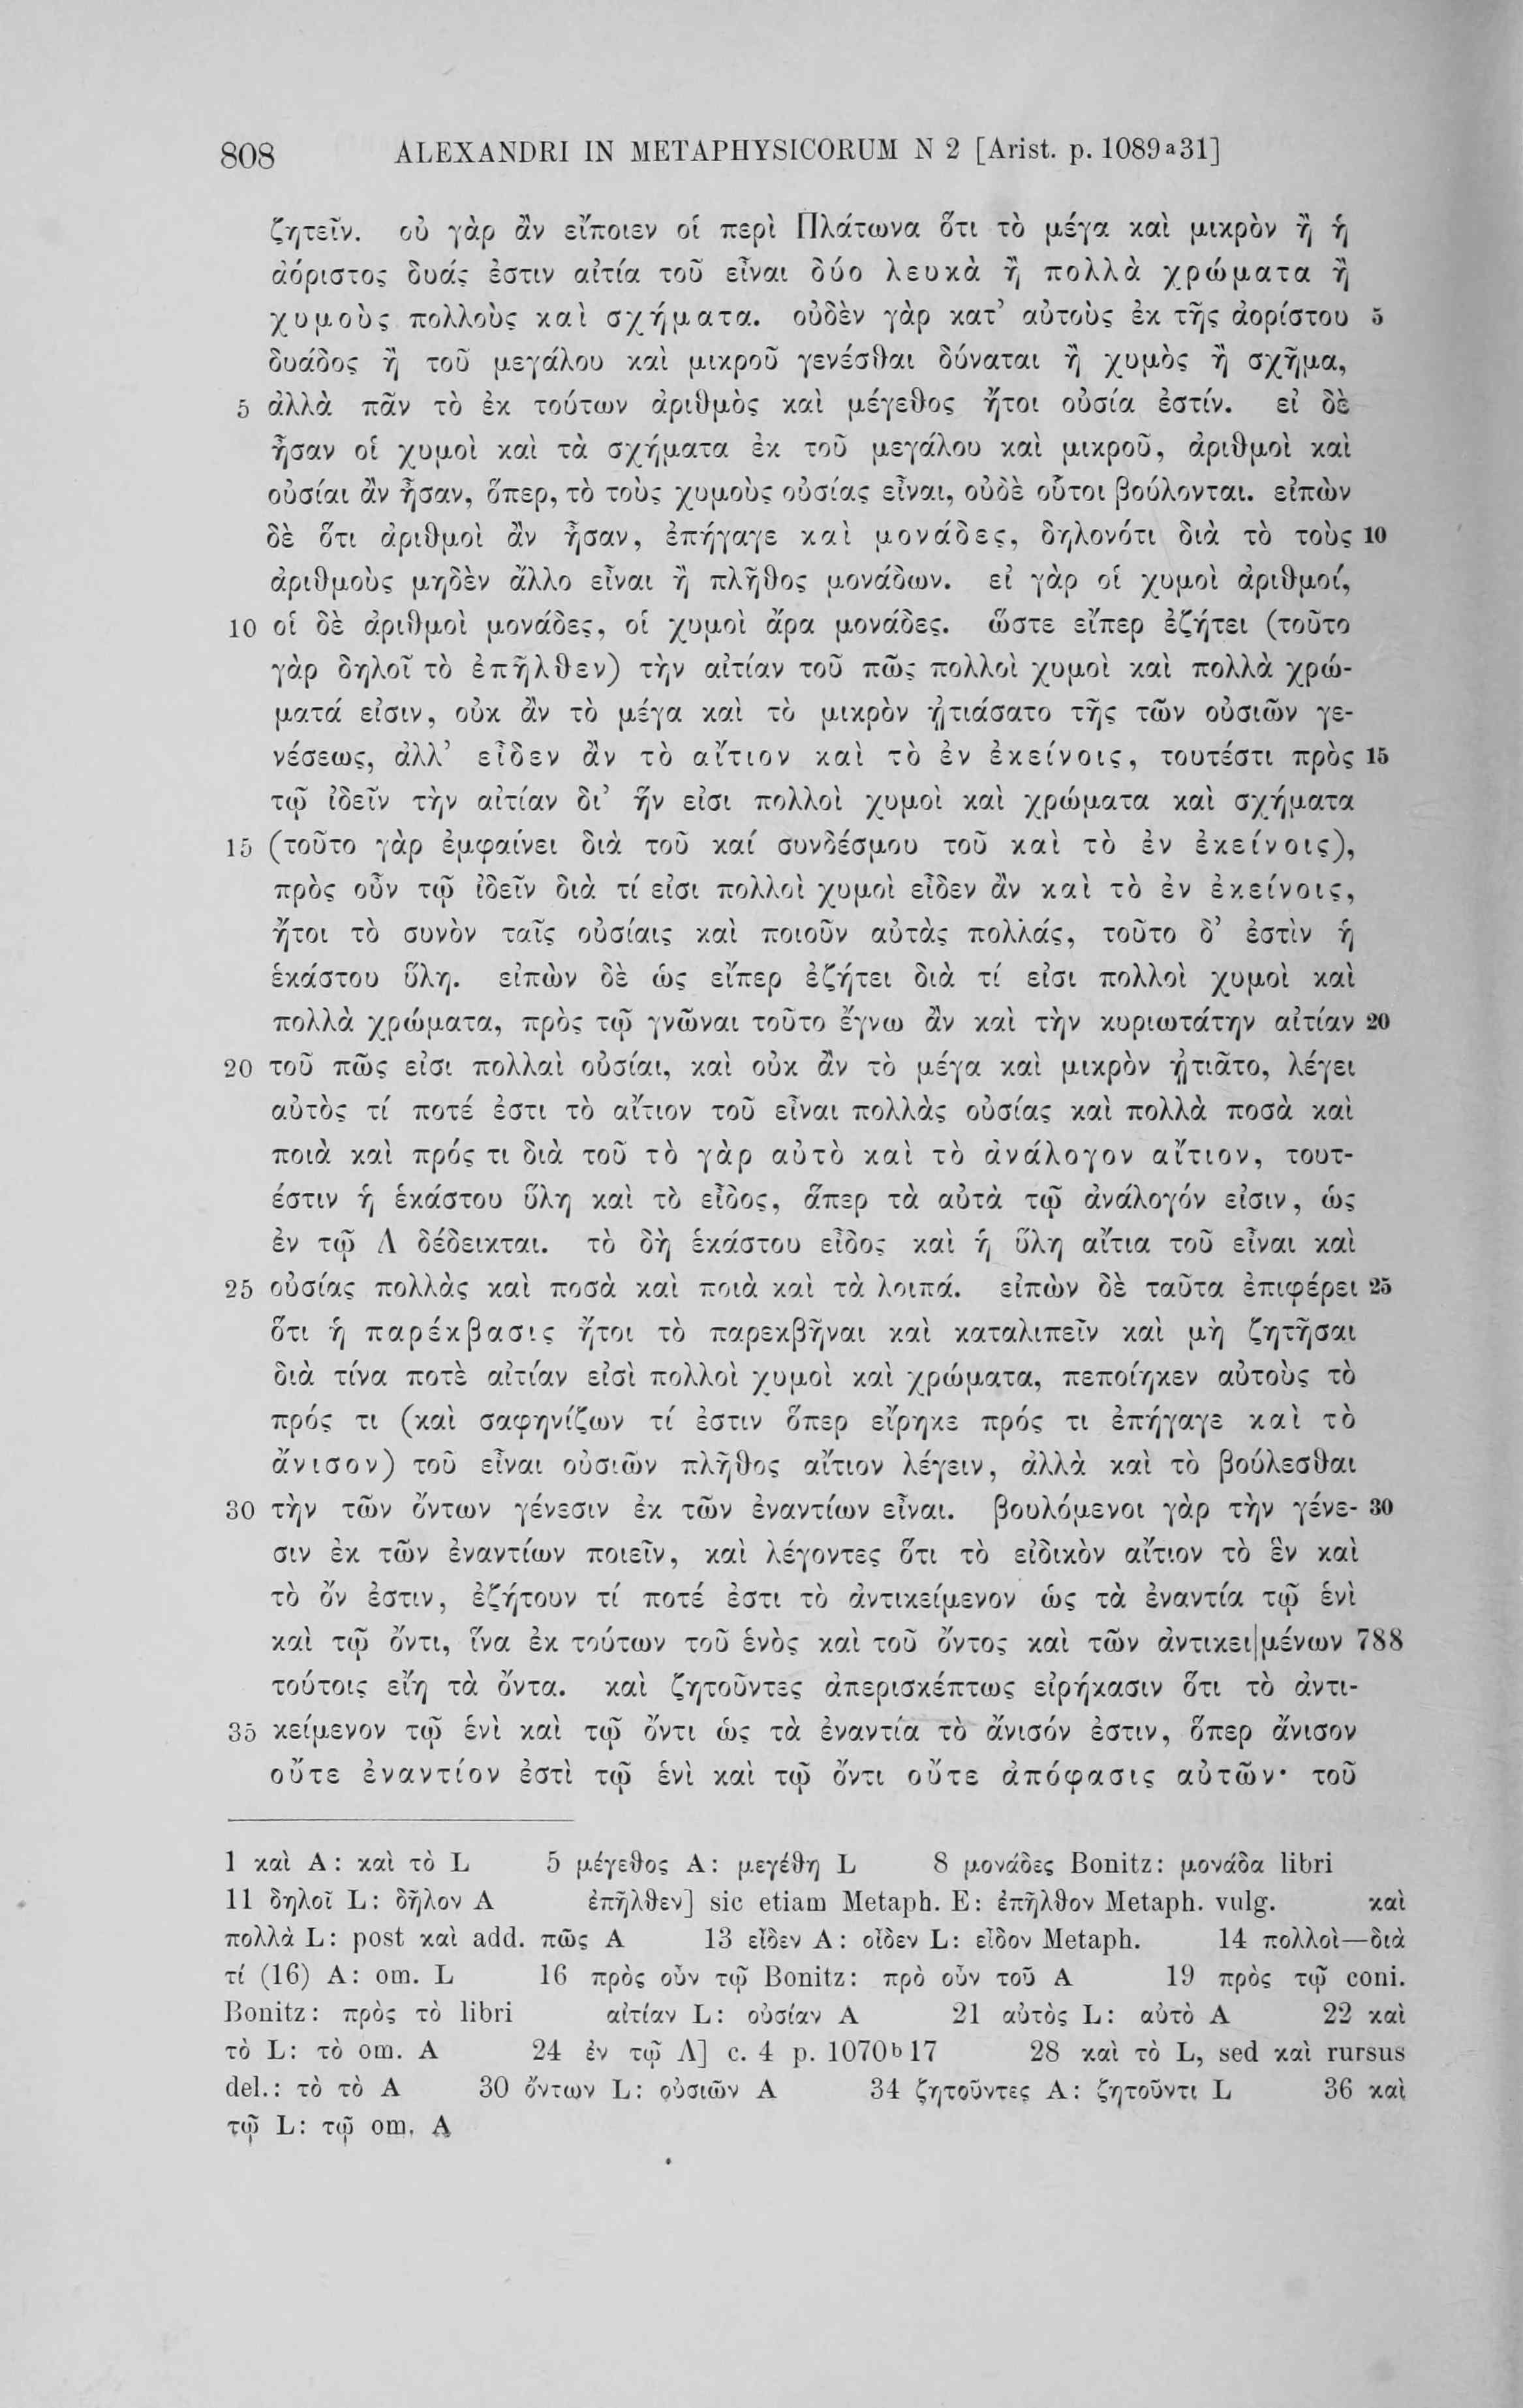 808 ALEXANDRI IN METAPHYSICORUM N 2 [Arist. p. 1089a31]
ζητεῖν. οὐ γὰρ ἂν εἴποιεν οἱ περὶ Πλάτωνα ὅτι τὸ μέγα καὶ μικρὸν ἢ ἡ
ἀόριστος δυάς ἐστιν αἰτία τοῦ εἶναι δύο λευκὰ ἢ πολλὰ χρώματα ἢ
χυμοὺς πολλοὺς καὶ σχήματα. οὐδὲν γὰρ κατ’ αὐτοὺς ἐκ τῆς ἀορίστου 5
δυάδος ἢ τοῦ μεγάλου καὶ μικροῦ γενέσθαι δύναται ἢ χυμὸς ἢ σχῆμα,
5 ἀλλὰ πᾶν τὸ ἐκ τούτων ἀριθμὸς καὶ μέγεθος ἤτοι οὐσία ἐστίν. εἰ δὲ
ἦσαν οἱ χυμοὶ καὶ τὰ σχήματα ἐκ τοῦ μεγάλου καὶ μικροῦ, ἀριθμοὶ καὶ
οὐσίαι ἂν ἦσαν, ὅπερ, τὸ τοὺς χυμοὺς οὐσίας εἶναι, οὐδὲ οὗτοι βούλονται. εἰπὼν
δὲ ὅτι ἀριθμοὶ ἂν ἦσαν, ἐπήγαγε καὶ μονάδες, δηλονότι διὰ τὸ τοὺς 10
ἀριθμοὺς μηδὲν ἄλλο εἶναι ἢ πλῆθος μονάδων. εἰ γὰρ οἱ χυμοὶ ἀριθμοί,
10 οἱ δὲ ἀριθμοὶ μονάδες, οἱ χυμοὶ ἄρα μονάδες. ὥστε εἴπερ ἐζήτει (τοῦτο
γὰρ δηλοῖ τὸ ἐπῆλθεν) τὴν αἰτίαν τοῦ πῶς πολλοὶ χυμοὶ καὶ πολλὰ χρώ-
ματά εἰσιν, οὐκ ἂν τὸ μέγα καὶ τὸ μικρὸν ᾐτιάσατο τῆς τῶν οὐσιῶν γε-
νέσεως, ἀλλ’ εἶδεν ἂν τὸ αἴτιον καὶ τὸ ἐν ἐκείνοις, τουτέστι πρὸς 15
τῷ ἰδεῖν τὴν αἰτίαν δι’ ἥν εἰσι πολλοὶ χυμοὶ καὶ χρώματα καὶ σχήματα
15 (τοῦτο γὰρ ἐμφαίνει διὰ τοῦ καί συνδέσμου τοῦ καὶ τὸ ἐν ἐκείνοις),
πρὸς οὖν τῷ ἰδεῖν διὰ τί εἰσι πολλοὶ χυμοὶ εἶδεν ἂν καὶ τὸ ἐν ἐκείνοις,
ἤτοι τὸ συνὸν ταῖς οὐσίαις καὶ ποιοῦν αὐτὰς πολλάς, τοῦτο δ’ ἐστὶν ἡ
ἑκάστου ὕλη. εἰπὼν δὲ ὡς εἴπερ ἐζήτει διὰ τί εἰσι πολλοὶ χυμοὶ καὶ
πολλὰ χρώματα, πρὸς τῷ γνῶναι τοῦτο ἔγνω ἂν καὶ τὴν κυριωτάτην αἰτίαν 20
20 τοῦ πῶς εἰσι πολλαὶ οὐσίαι, καὶ οὐκ ἂν τὸ μέγα καὶ μικρὸν ᾐτιᾶτο, λέγει
αὐτὸς τί ποτέ ἐστι τὸ αἴτιον τοῦ εἶναι πολλὰς οὐσίας καὶ πολλὰ ποσὰ καὶ
ποιὰ καὶ πρός τι διὰ τοῦ τὸ γὰρ αὐτὸ καὶ τὸ ἀνάλογον αἴτιον, τουτ-
έστιν ἡ ἑκάστου ὕλη καὶ τὸ εἶδος, ἅπερ τὰ αὐτὰ τῷ ἀνάλογόν εἰσιν, ὡς
ἐν τῷ Λ δέδεικται. τὸ δὴ ἑκάστου εἶδος καὶ ἡ ὕλη αἴτια τοῦ εἶναι καὶ
25 οὐσίας πολλὰς καὶ ποσὰ καὶ ποιὰ καὶ τὰ λοιπά. εἰπὼν δὲ ταῦτα ἐπιφέρει 25
ὅτι ἡ παρέκβασις ἤτοι τὸ παρεκβῆναι καὶ καταλιπεῖν καὶ μὴ ζητῆσαι
διὰ τίνα ποτὲ αἰτίαν εἰσὶ πολλοὶ χυμοὶ καὶ χρώματα, πεποίηκεν αὐτοὺς τὸ
πρός τι (καὶ σαφηνίζων τί ἐστιν ὅπερ εἴρηκε πρός τι ἐπήγαγε καὶ τὸ
ἄνισον) τοῦ εἶναι οὐσιῶν πλῆθος αἴτιον λέγειν, ἀλλὰ καὶ τὸ βούλεσθαι
30 τὴν τῶν ὄντων γένεσιν ἐκ τῶν ἐναντίων εἶναι. βουλόμενοι γὰρ τὴν γένε- 30
σιν ἐκ τῶν ἐναντίων ποιεῖν, καὶ λέγοντες ὅτι τὸ εἰδικὸν αἴτιον τὸ ἓν καὶ
τὸ ὄν ἐστιν, ἐζήτουν τί ποτέ ἐστι τὸ ἀντικείμενον ὡς τὰ ἐναντία τῷ ἑνὶ
καὶ τῷ ὄντι, ἵνα ἐκ τούτων τοῦ ἑνὸς καὶ τοῦ ὄντος καὶ τῶν ἀντικει|μένων 788
τούτοις εἴη τὰ ὄντα. καὶ ζητοῦντες ἀπερισκέπτως εἰρήκασιν ὅτι τὸ ἀντι-
35 κείμενον τῷ ἑνὶ καὶ τῷ ὄντι ὡς τὰ ἐναντία τὸ ἄνισόν ἐστιν, ὅπερ ἄνισον
οὔτε ἐναντίον ἐστὶ τῷ ἑνὶ καὶ τῷ ὄντι οὔτε ἀπόφασις αὐτῶν· τοῦ
1 καὶ A: καὶ τὸ L 5 μέγεθος A: μεγέθη L 8 μονάδες Bonitz: μονάδα libri
11 δηλοῖ L: δῆλον A ἐπῆλθεν] sic etiam Metaph. E: ἐπῆλθον Metaph. vulg. καὶ
πολλὰ L: post καὶ add. πῶς A 13 εἶδεν A: οἶδεν L: εἶδον Metaph. 14 πολλοὶ—διὰ
τί (16) A: om. L 16 πρὸς οὖν τῷ Bonitz: πρὸ οὖν τοῦ A 19 πρὸς τῷ coni.
Bonitz: πρὸς τὸ libri αἰτίαν L: οὐσίαν A 21 αὐτὸς L: αὐτὸ A 22 καὶ
τὸ L: τὸ om. A 24 ἐν τῷ Λ] c. 4 p. 1070b17 28 καὶ τὸ L, sed καὶ rursus
del.: τὸ τὸ A 30 ὄντων L: οὐσιῶν A 34 ζητοῦντες A: ζητοῦντι L 36 καὶ
τῷ L: τῷ om. A